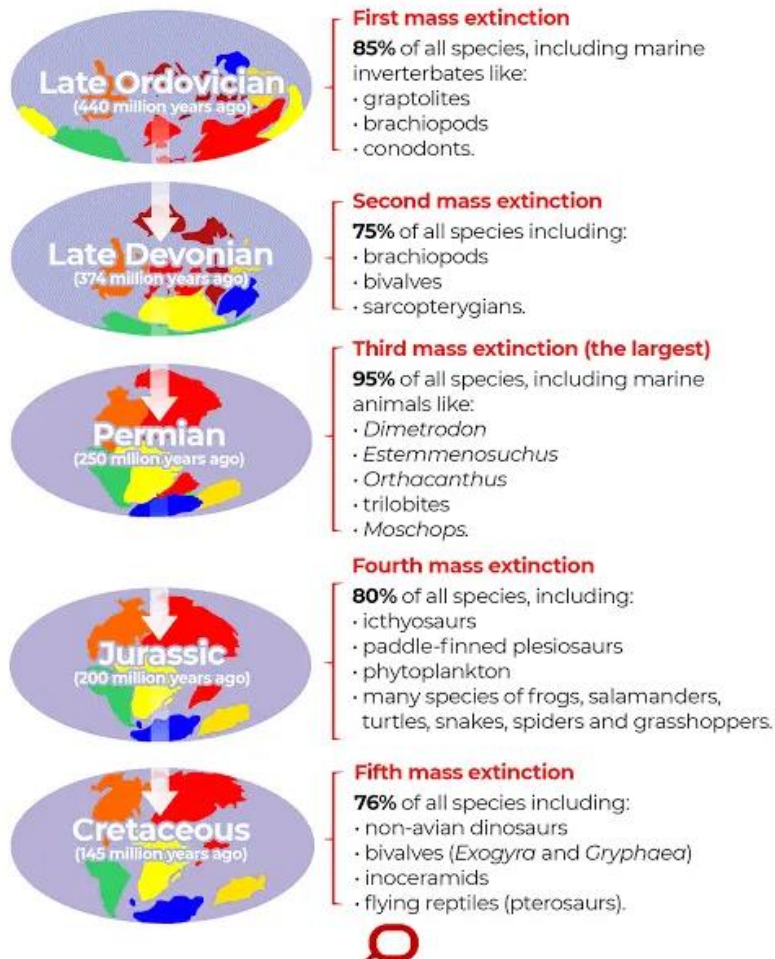 Late Ordovician
(440 million years ago)
First mass extinction
85% of all species, including marine
inverterbates like:
· graptolites
· brachiopods
· conodonts.
Late Devonian
(374 million years ago)
Second mass extinction
75% of all species including:
· brachiopods
· bivalves
· sarcopterygians.
Permian
(250 mllion years ago)
Third mass extinction (the largest)
95% of all species, including marine
animals like:
· Dimetrodon
· Estemmenosuchus
· Orthacanthus
· trilobites
· Moschops.
Jurassic
(200 million years ago)
Fourth mass extinction
80% of all species, including:
· icthyosaurs
· paddle-finned plesiosaurs
· phytoplankton
· many species of frogs, salamanders,
turtles, snakes, spiders and grasshoppers.
Cretaceous
(145 million years ago)
Fifth mass extinction
76% of all species including:
· non-avian dinosaurs
· bivalves (Exogyra and Gryphaea)
· inoceramids
· flying reptiles (pterosaurs).